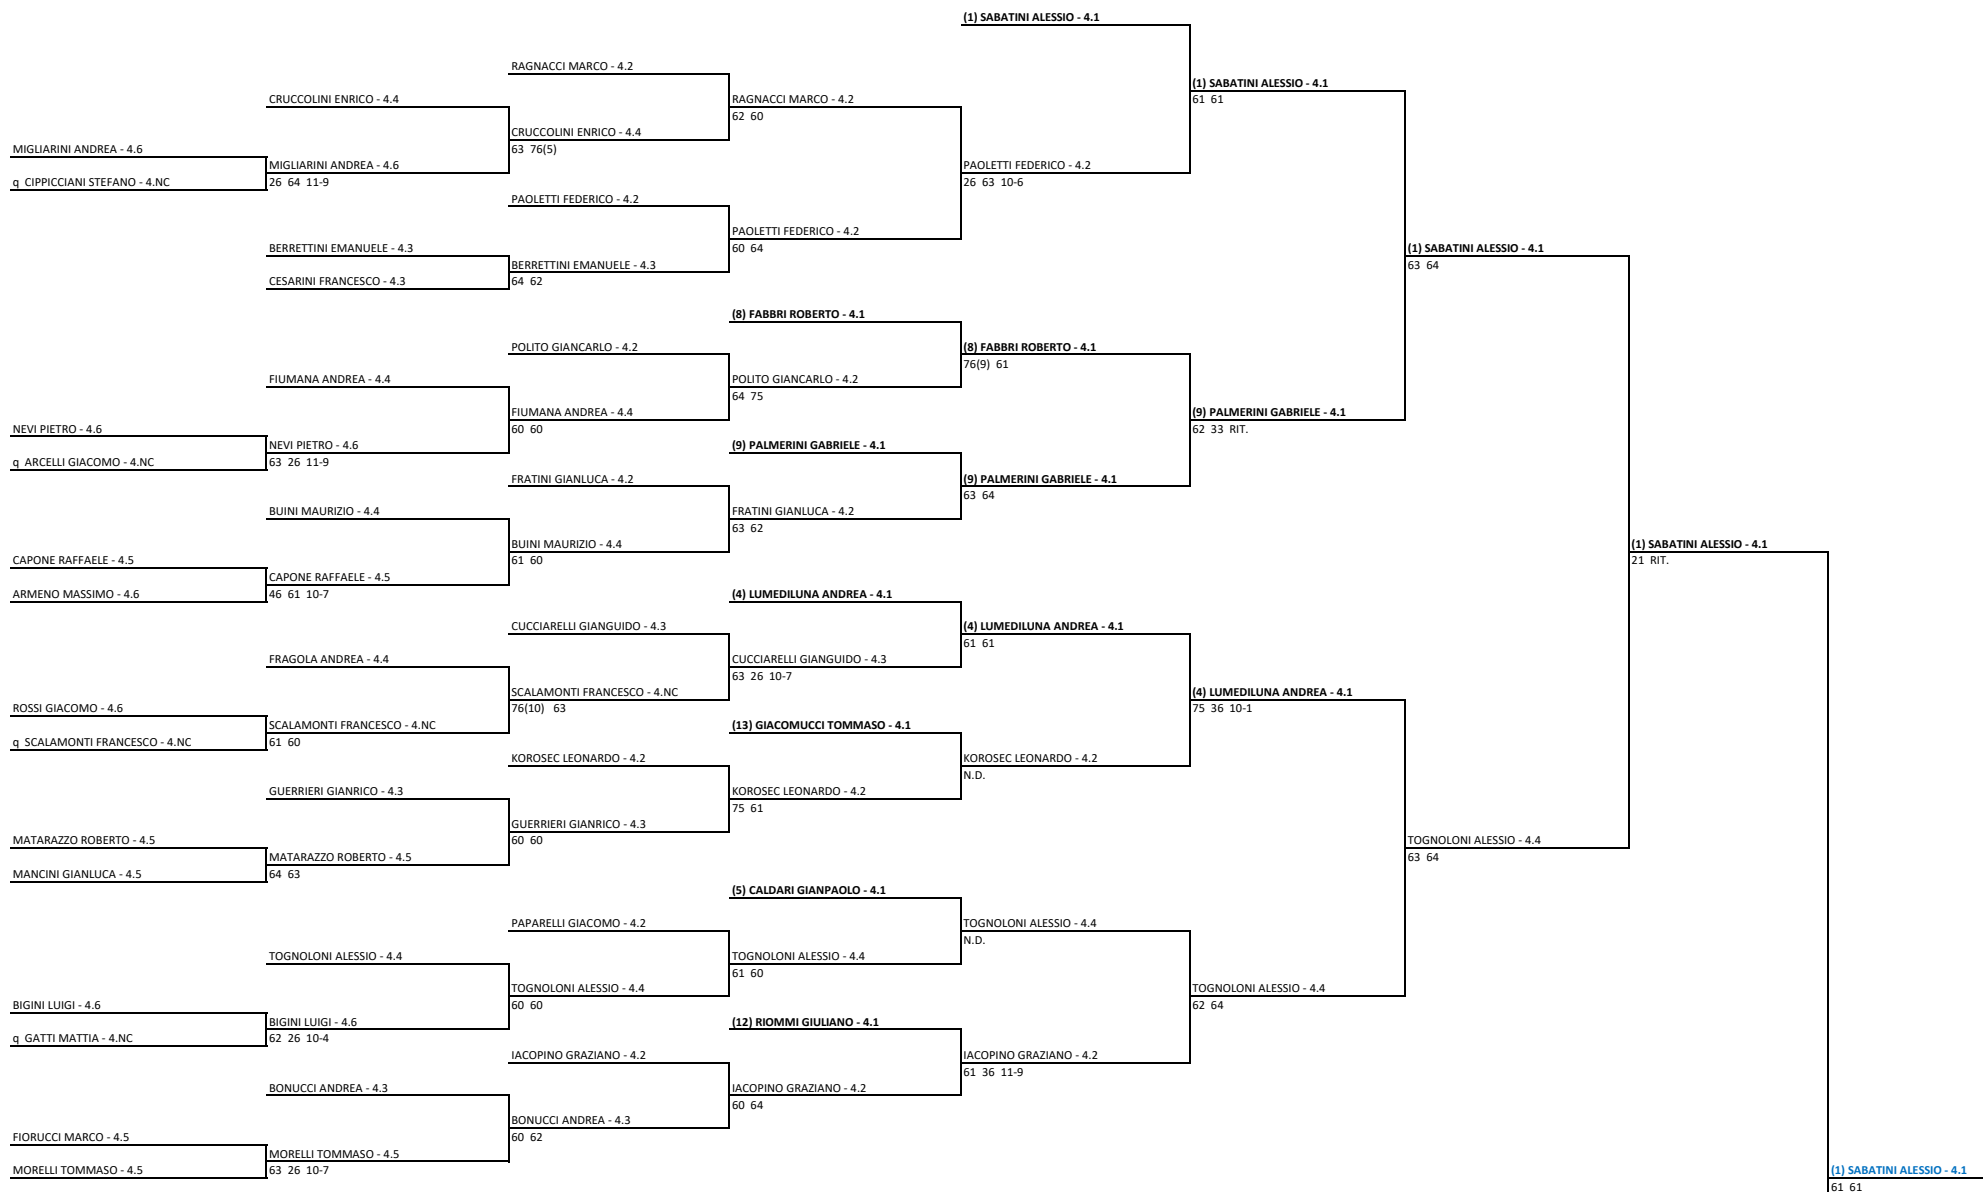 (1) SABATINI ALESSIO - 4.1
RAGNACCI MARCO - 4.2
(1) SABATINI ALESSIO - 4.1
CRUCCOLINI ENRICO - 4.4
RAGNACCI MARCO - 4.2
61 61
62 60
CRUCCOLINI ENRICO - 4.4
MIGLIARINI ANDREA - 4.6
63 76(5)
MIGLIARINI ANDREA - 4.6
PAOLETTI FEDERICO - 4.2
q CIPPICCIANI STEFANO - 4.NC
26 64 11-9
26 63 10-6
PAOLETTI FEDERICO - 4.2
PAOLETTI FEDERICO - 4.2
BERRETTINI EMANUELE - 4.3
60 64
(1) SABATINI ALESSIO - 4.1
BERRETTINI EMANUELE - 4.3
63 64
CESARINI FRANCESCO - 4.3
64 62
(8) FABBRI ROBERTO - 4.1
POLITO GIANCARLO - 4.2
(8) FABBRI ROBERTO - 4.1
76(9) 61
FIUMANA ANDREA - 4.4
POLITO GIANCARLO - 4.2
64 75
FIUMANA ANDREA - 4.4
(9) PALMERINI GABRIELE - 4.1
NEVI PIETRO - 4.6
60 60
62 33 RIT.
NEVI PIETRO - 4.6
(9) PALMERINI GABRIELE - 4.1
q ARCELLI GIACOMO - 4.NC
63 26 11-9
FRATINI GIANLUCA - 4.2
(9) PALMERINI GABRIELE - 4.1
63 64
BUINI MAURIZIO - 4.4
FRATINI GIANLUCA - 4.2
63 62
BUINI MAURIZIO - 4.4
(1) SABATINI ALESSIO - 4.1
CAPONE RAFFAELE - 4.5
61 60
21 RIT.
CAPONE RAFFAELE - 4.5
ARMENO MASSIMO - 4.6
46 61 10-7
(4) LUMEDILUNA ANDREA - 4.1
CUCCIARELLI GIANGUIDO - 4.3
(4) LUMEDILUNA ANDREA - 4.1
61 61
FRAGOLA ANDREA - 4.4
CUCCIARELLI GIANGUIDO - 4.3
63 26 10-7
SCALAMONTI FRANCESCO - 4.NC
(4) LUMEDILUNA ANDREA - 4.1
ROSSI GIACOMO - 4.6
76(10) 63
75 36 10-1
SCALAMONTI FRANCESCO - 4.NC
(13) GIACOMUCCI TOMMASO - 4.1
q SCALAMONTI FRANCESCO - 4.NC
61 60
KOROSEC LEONARDO - 4.2
KOROSEC LEONARDO - 4.2
N.D.
GUERRIERI GIANRICO - 4.3
KOROSEC LEONARDO - 4.2
75 61
GUERRIERI GIANRICO - 4.3
MATARAZZO ROBERTO - 4.5
60 60
TOGNOLONI ALESSIO - 4.4
MATARAZZO ROBERTO - 4.5
63 64
MANCINI GIANLUCA - 4.5
64 63
(5) CALDARI GIANPAOLO - 4.1
PAPARELLI GIACOMO - 4.2
TOGNOLONI ALESSIO - 4.4
N.D.
TOGNOLONI ALESSIO - 4.4
TOGNOLONI ALESSIO - 4.4
61 60
TOGNOLONI ALESSIO - 4.4
TOGNOLONI ALESSIO - 4.4
BIGINI LUIGI - 4.6
60 60
62 64
BIGINI LUIGI - 4.6
(12) RIOMMI GIULIANO - 4.1
q GATTI MATTIA - 4.NC
62 26 10-4
IACOPINO GRAZIANO - 4.2
IACOPINO GRAZIANO - 4.2
61 36 11-9
BONUCCI ANDREA - 4.3
IACOPINO GRAZIANO - 4.2
60 64
BONUCCI ANDREA - 4.3
FIORUCCI MARCO - 4.5
60 62
MORELLI TOMMASO - 4.5
MORELLI TOMMASO - 4.5
63 26 10-7
(1) SABATINI ALESSIO - 4.1
61 61